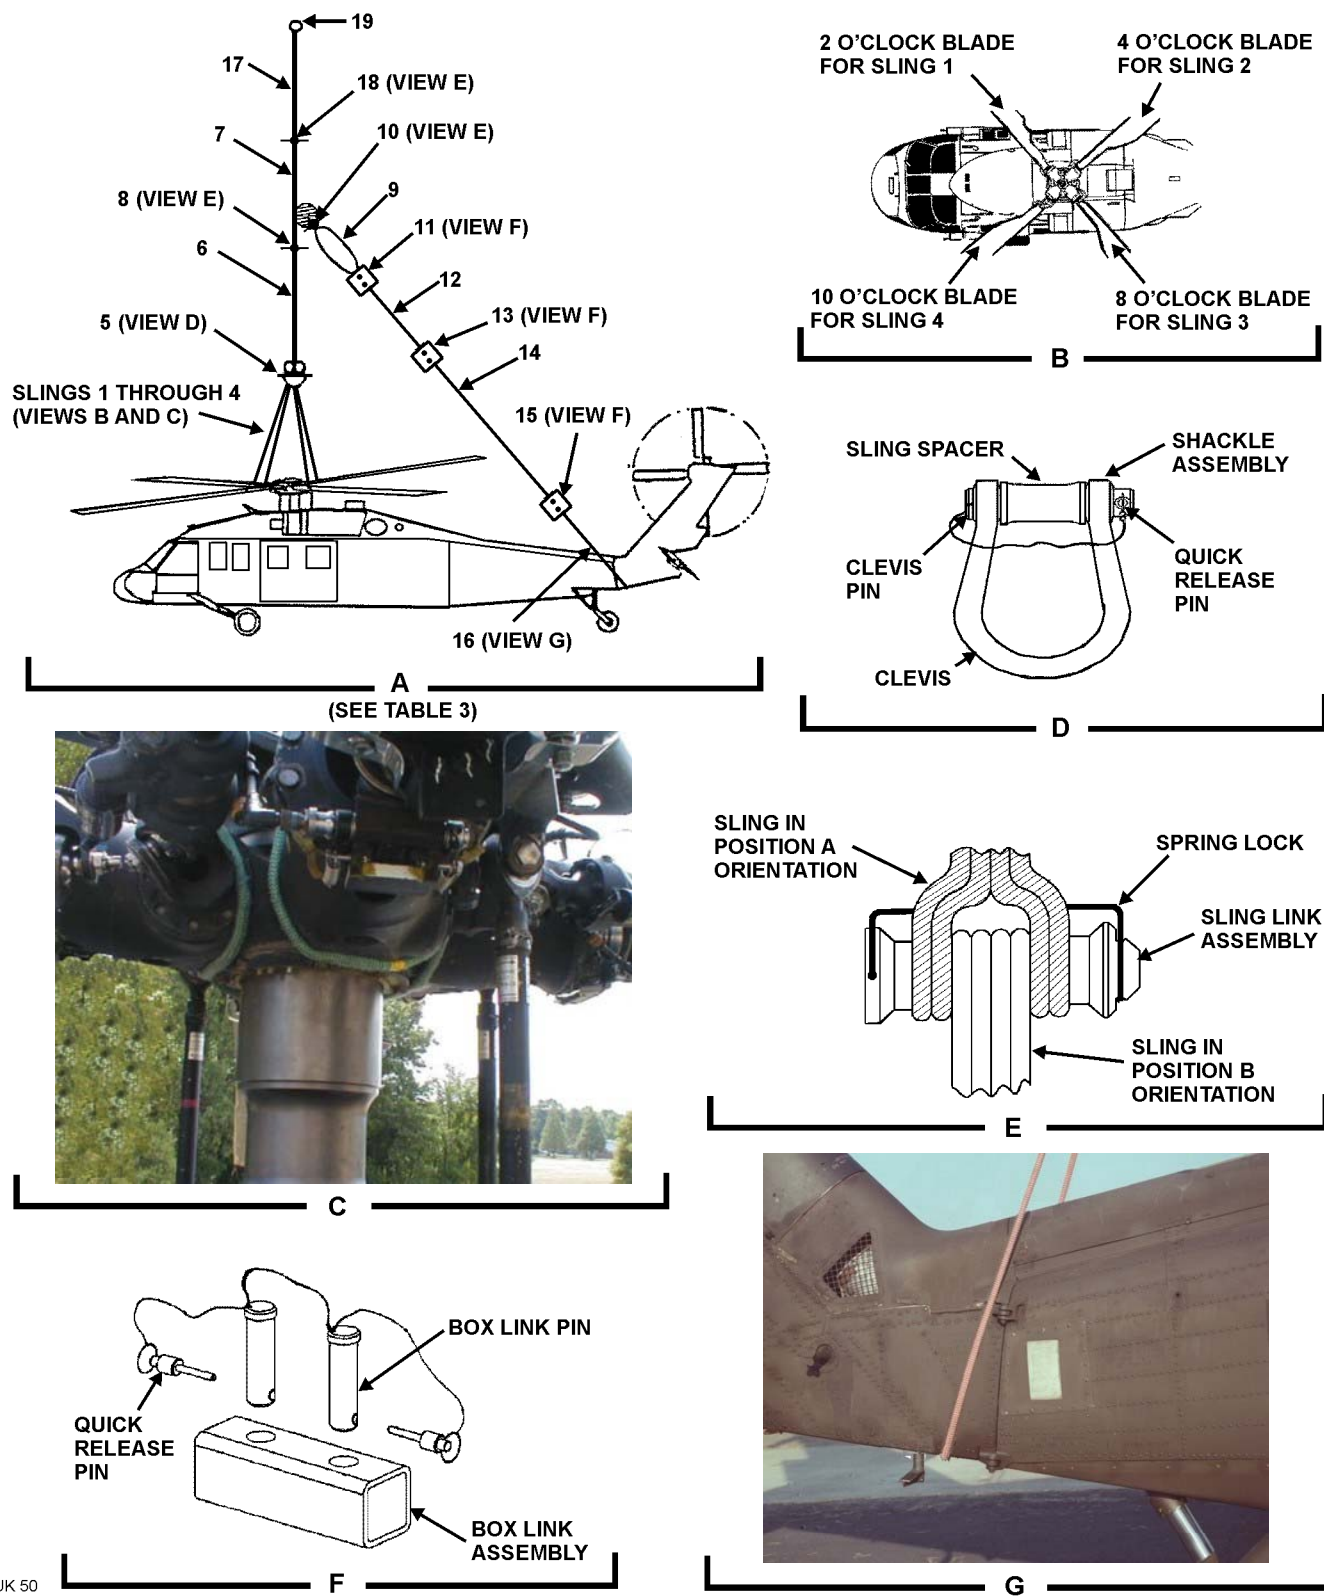 19
17
18 (VIEW E)
7
10 (VIEW E)
8 (VIEW E)
9
11 (VIEW F)
6
12
5 (VIEW D)
13 (VIEW F)
14
SLINGS 1 THROUGH 4
(VIEWS B AND C)
15 (VIEW F)
16 (VIEW G)
A
(SEE TABLE 3)
2 O'CLOCK BLADE
FOR SLING 1
4 O'CLOCK BLADE
FOR SLING 2
10 O'CLOCK BLADE
FOR SLING 4
8 O'CLOCK BLADE
FOR SLING 3
B
SLING SPACER
SHACKLE
ASSEMBLY
CLEVIS
PIN
QUICK
RELEASE
PIN
CLEVIS
D
C
SLING IN
POSITION A
ORIENTATION
SPRING LOCK
SLING LINK
ASSEMBLY
SLING IN
POSITION B
ORIENTATION
E
BOX LINK PIN
QUICK
RELEASE
PIN
BOX LINK
ASSEMBLY
F
G
UK 50